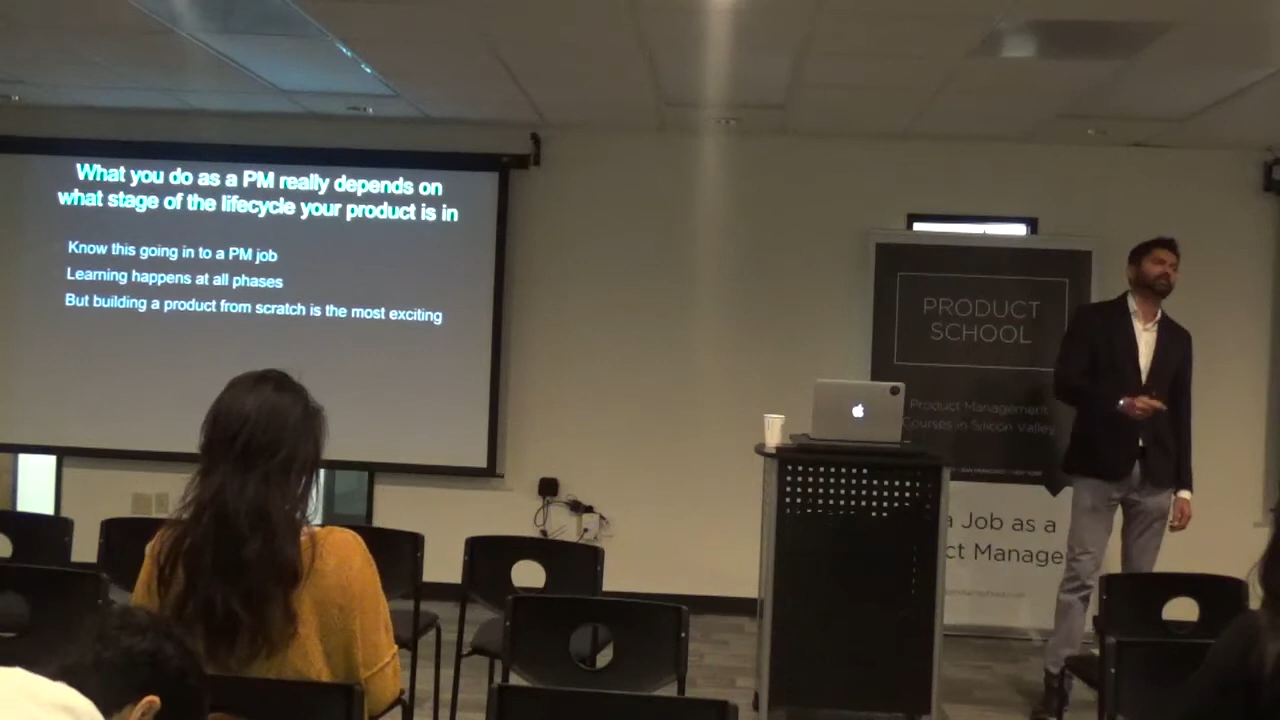 What you do as a PM really depends on
what stage of the lifecycle your product is in
Know this going in to a PM job
Learning happens at all phases
But building a product from scratch is the most exciting
PRODUCT
SCHOOL
Product Management
Courses in Silicon Valley
a Job as a
ct Manage